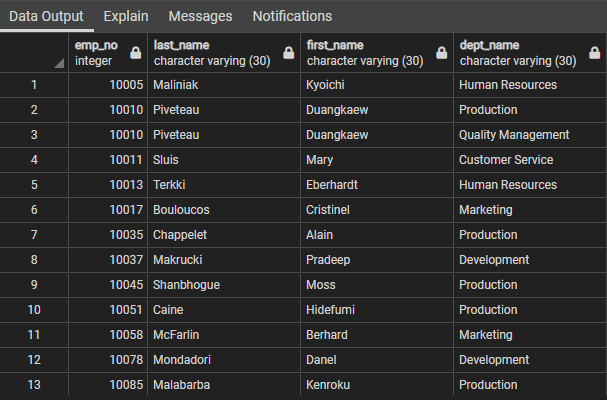 Data Output Explain Messages Notifications
emp_no last_name first_name dept_name
integer character varying (30) character varying (30) character varying (30)
1 10005 Maliniak Kyoichi Human Resources
2 10010 Piveteau Duangkaew Production
3 10010 Piveteau Duangkaew Quality Management
4 10011 Sluis Mary Customer Service
5 10013 Terkki Eberhardt Human Resources
6 10017 Bouloucos Cristinel Marketing
7 10035 Chappelet Alain Production
8 10037 Makrucki Pradeep Development
9 10045 Shanbhogue Moss Production
10 10051 Caine Hidefumi Production
11 10058 McFarlin Berhard Marketing
12 10078 Mondadori Danel Development
13 10085 Malabarba Kenroku Production